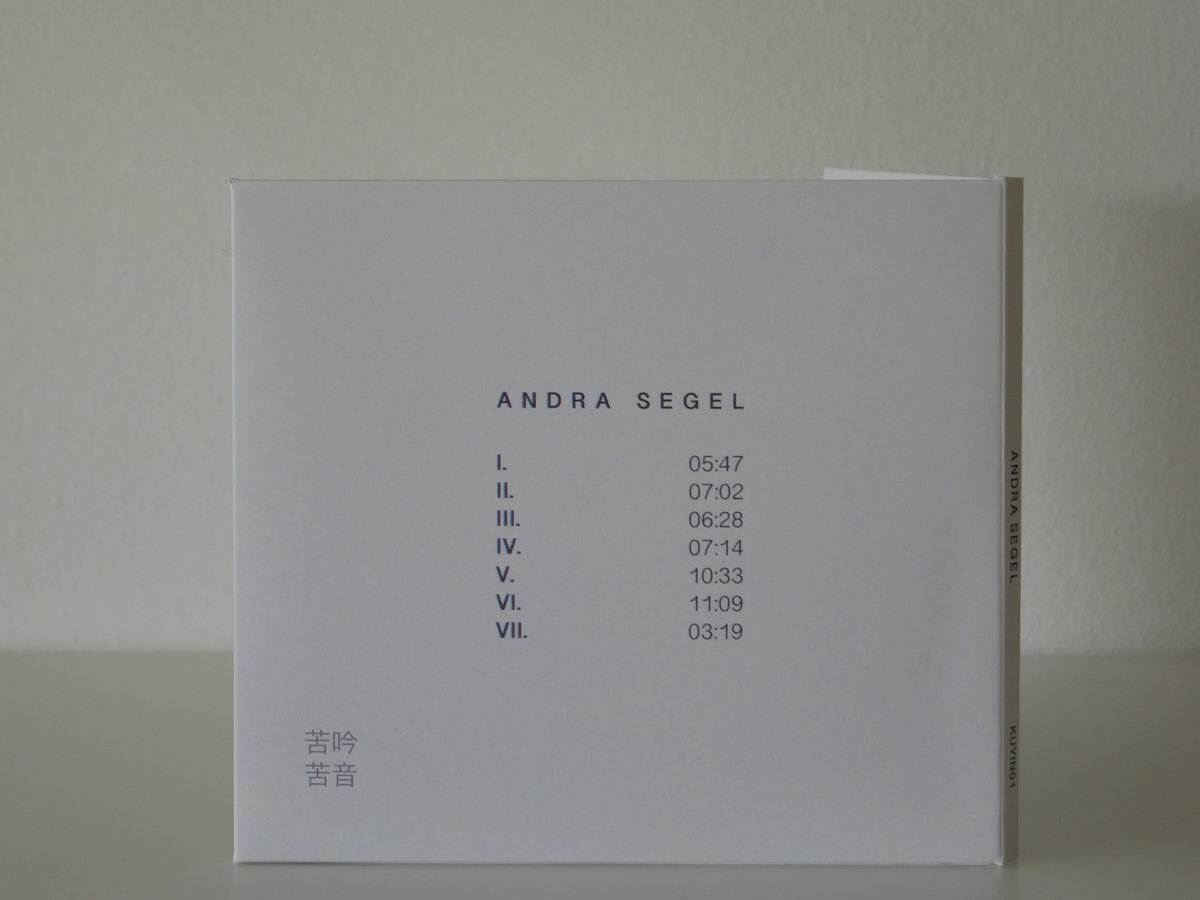 ANDRA SEGEL
I. 05:47
II. 07:02
III. 06:28
IV. 07:14
V. 10:33
VI. 11:09
VII. 03:19
苦吟
苦音
ANDRA SEGEL
KUYIN01